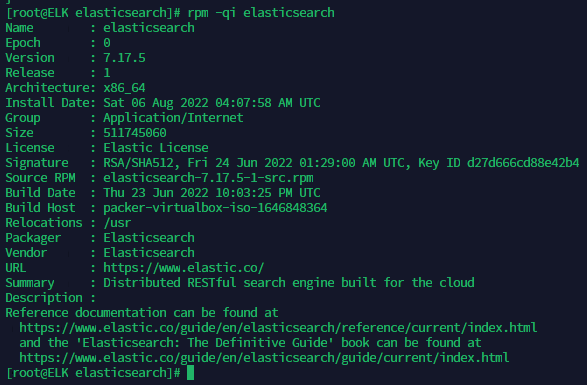 [root@ELK elasticsearch]# rpm -qi elasticsearch
Name        : elasticsearch
Epoch       : 0
Version     : 7.17.5
Release     : 1
Architecture: x86_64
Install Date: Sat 06 Aug 2022 04:07:58 AM UTC
Group       : Application/Internet
Size        : 511745060
License     : Elastic License
Signature   : RSA/SHA512, Fri 24 Jun 2022 01:29:00 AM UTC, Key ID d27d666cd88e42b4
Source RPM  : elasticsearch-7.17.5-1-src.rpm
Build Date  : Thu 23 Jun 2022 10:03:25 PM UTC
Build Host  : packer-virtualbox-iso-1646848364
Relocations : /usr
Packager    : Elasticsearch
Vendor      : Elasticsearch
URL         : https://www.elastic.co/
Summary     : Distributed RESTful search engine built for the cloud
Description :
Reference documentation can be found at
  https://www.elastic.co/guide/en/elasticsearch/reference/current/index.html
  and the 'Elasticsearch: The Definitive Guide' book can be found at
  https://www.elastic.co/guide/en/elasticsearch/guide/current/index.html
[root@ELK elasticsearch]#